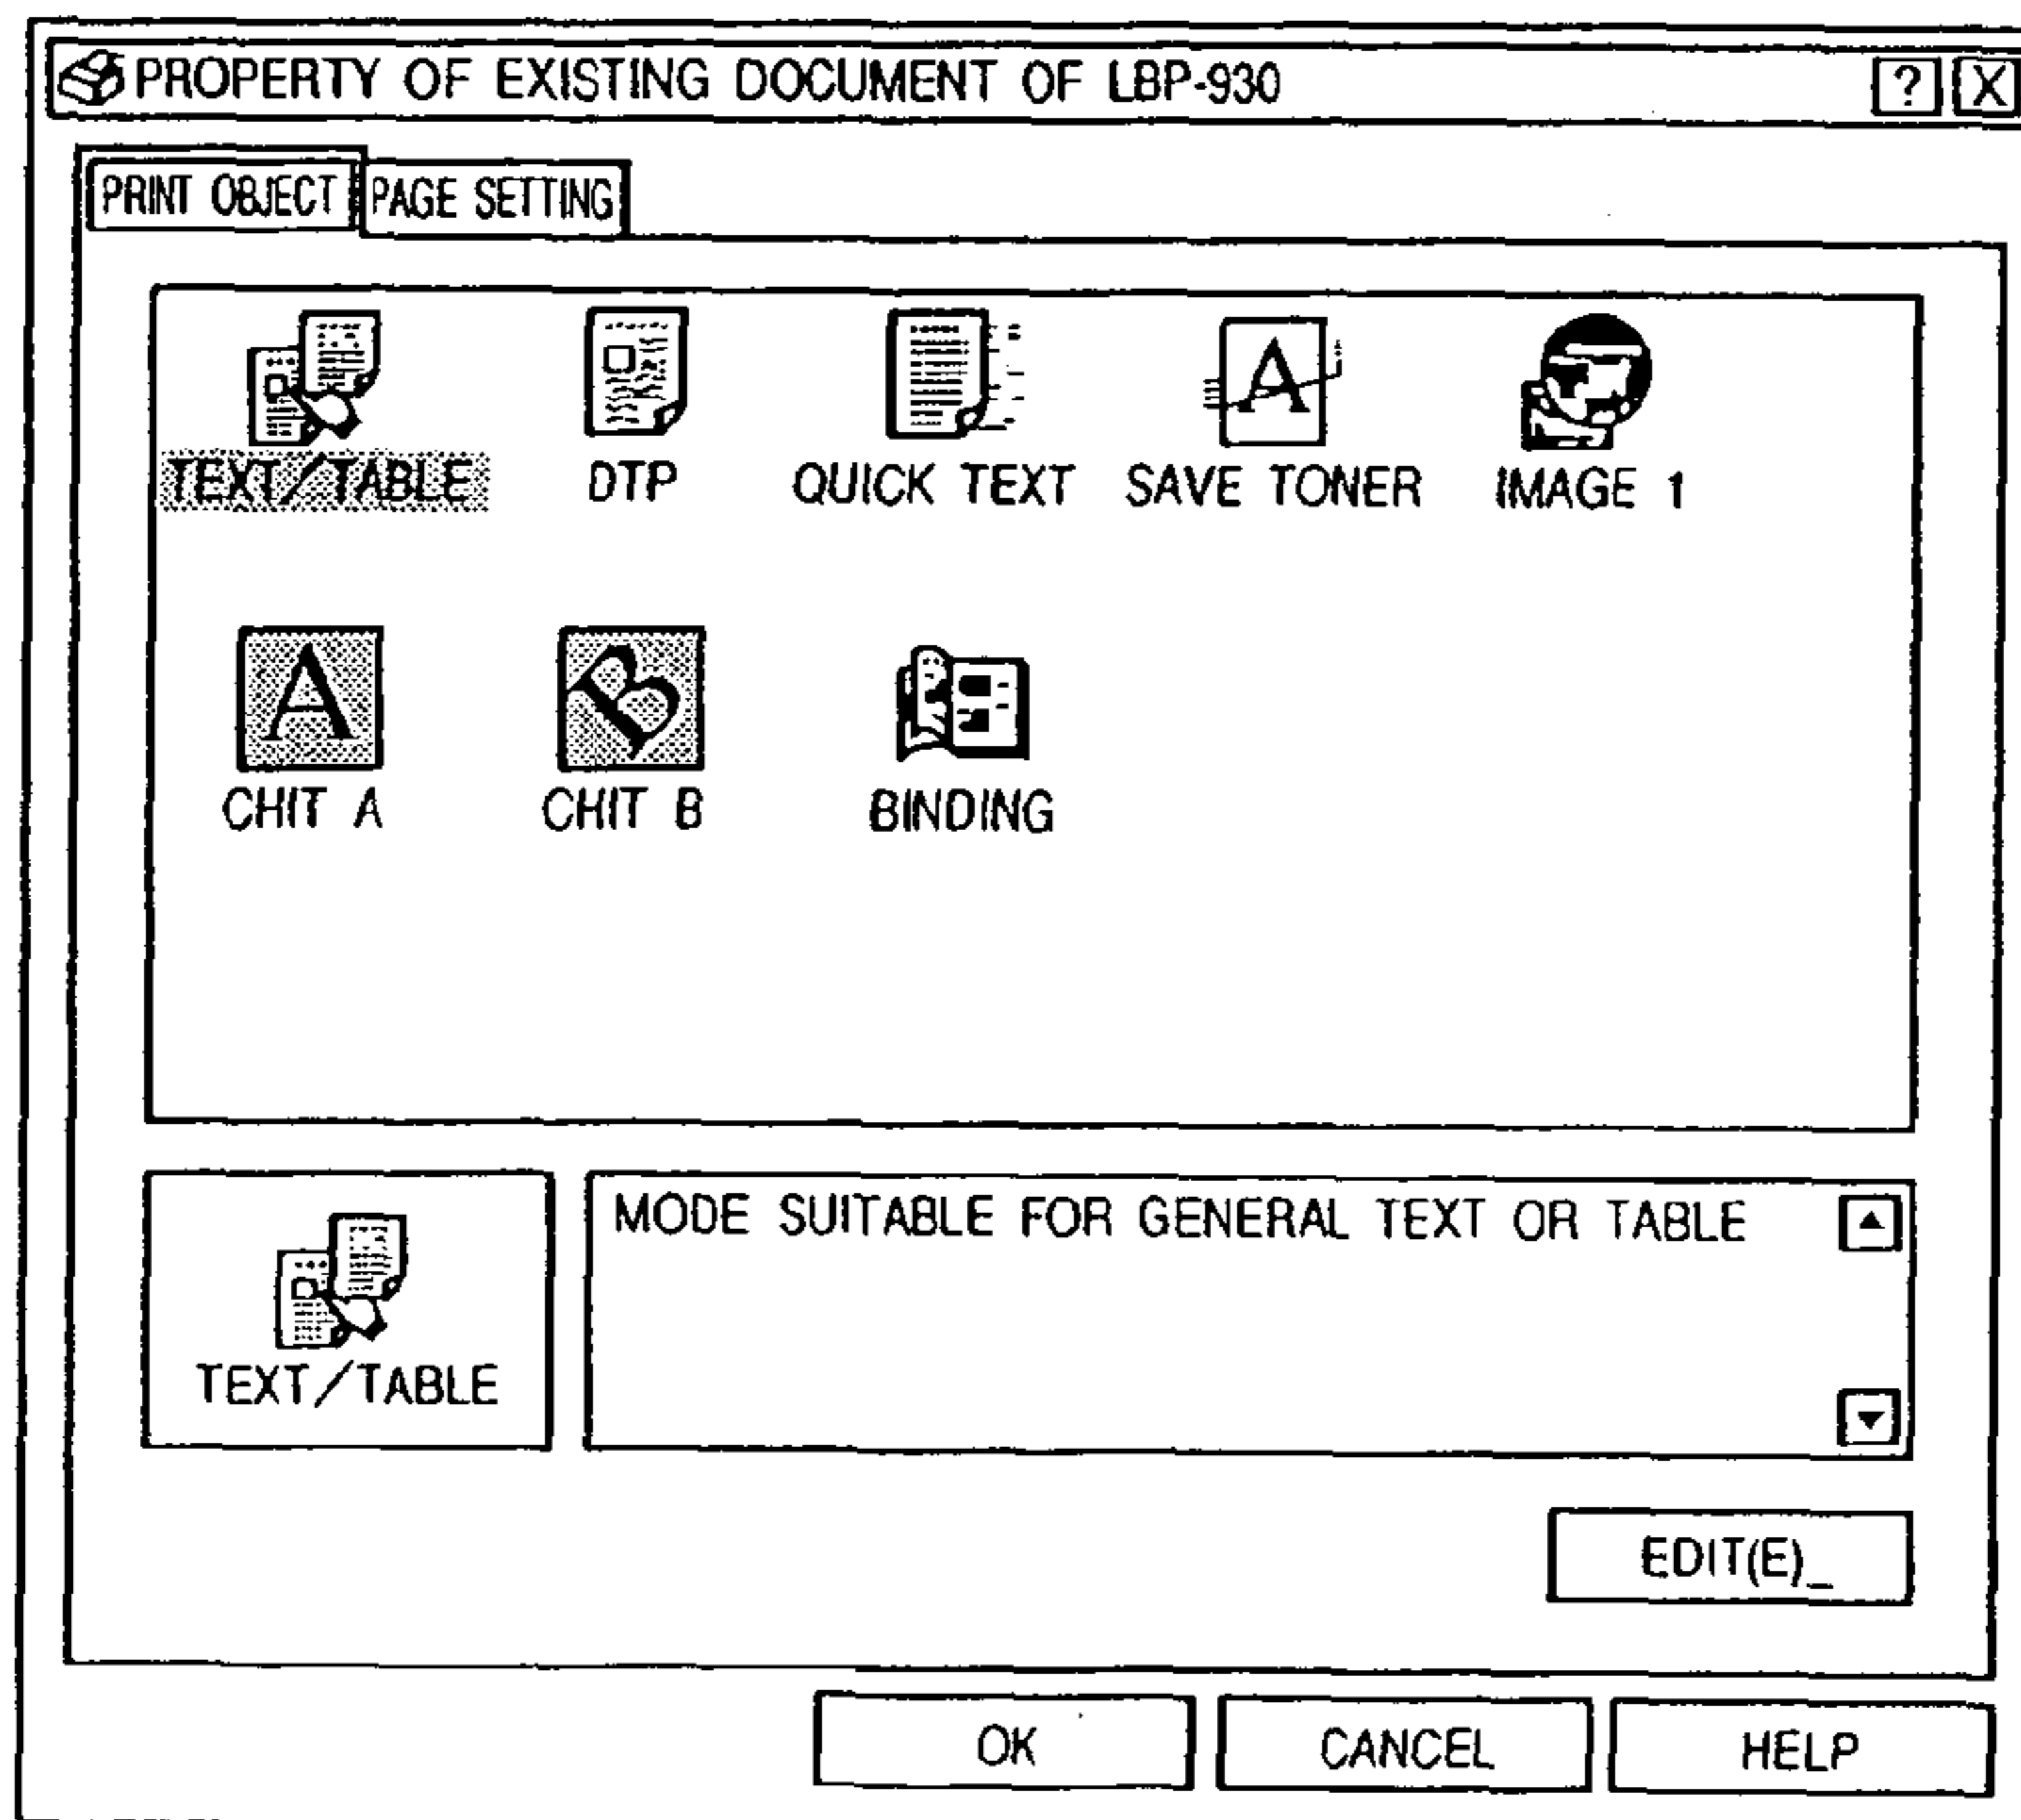 PROPERTY OF EXISTING DOCUMENT OF LBP-930 ? X
PRINT OBJECT PAGE SETTING
TEXT/TABLE DTP QUICK TEXT SAVE TONER IMAGE 1
CHIT A CHIT B BINDING
MODE SUITABLE FOR GENERAL TEXT OR TABLE
TEXT/TABLE
EDIT(E)_
OK CANCEL HELP